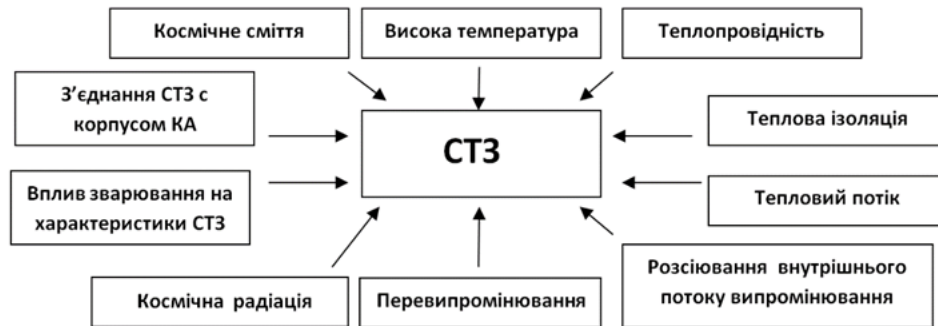 Космічне сміття
Висока температура
Теплопровідність
З’єднання СТЗ с
корпусом КА
СТЗ
Теплова ізоляція
Вплив зварювання на
характеристики СТЗ
Тепловий потік
Космічна радіація
Перевипромінювання
Розсіювання внутрішнього
потоку випромінювання